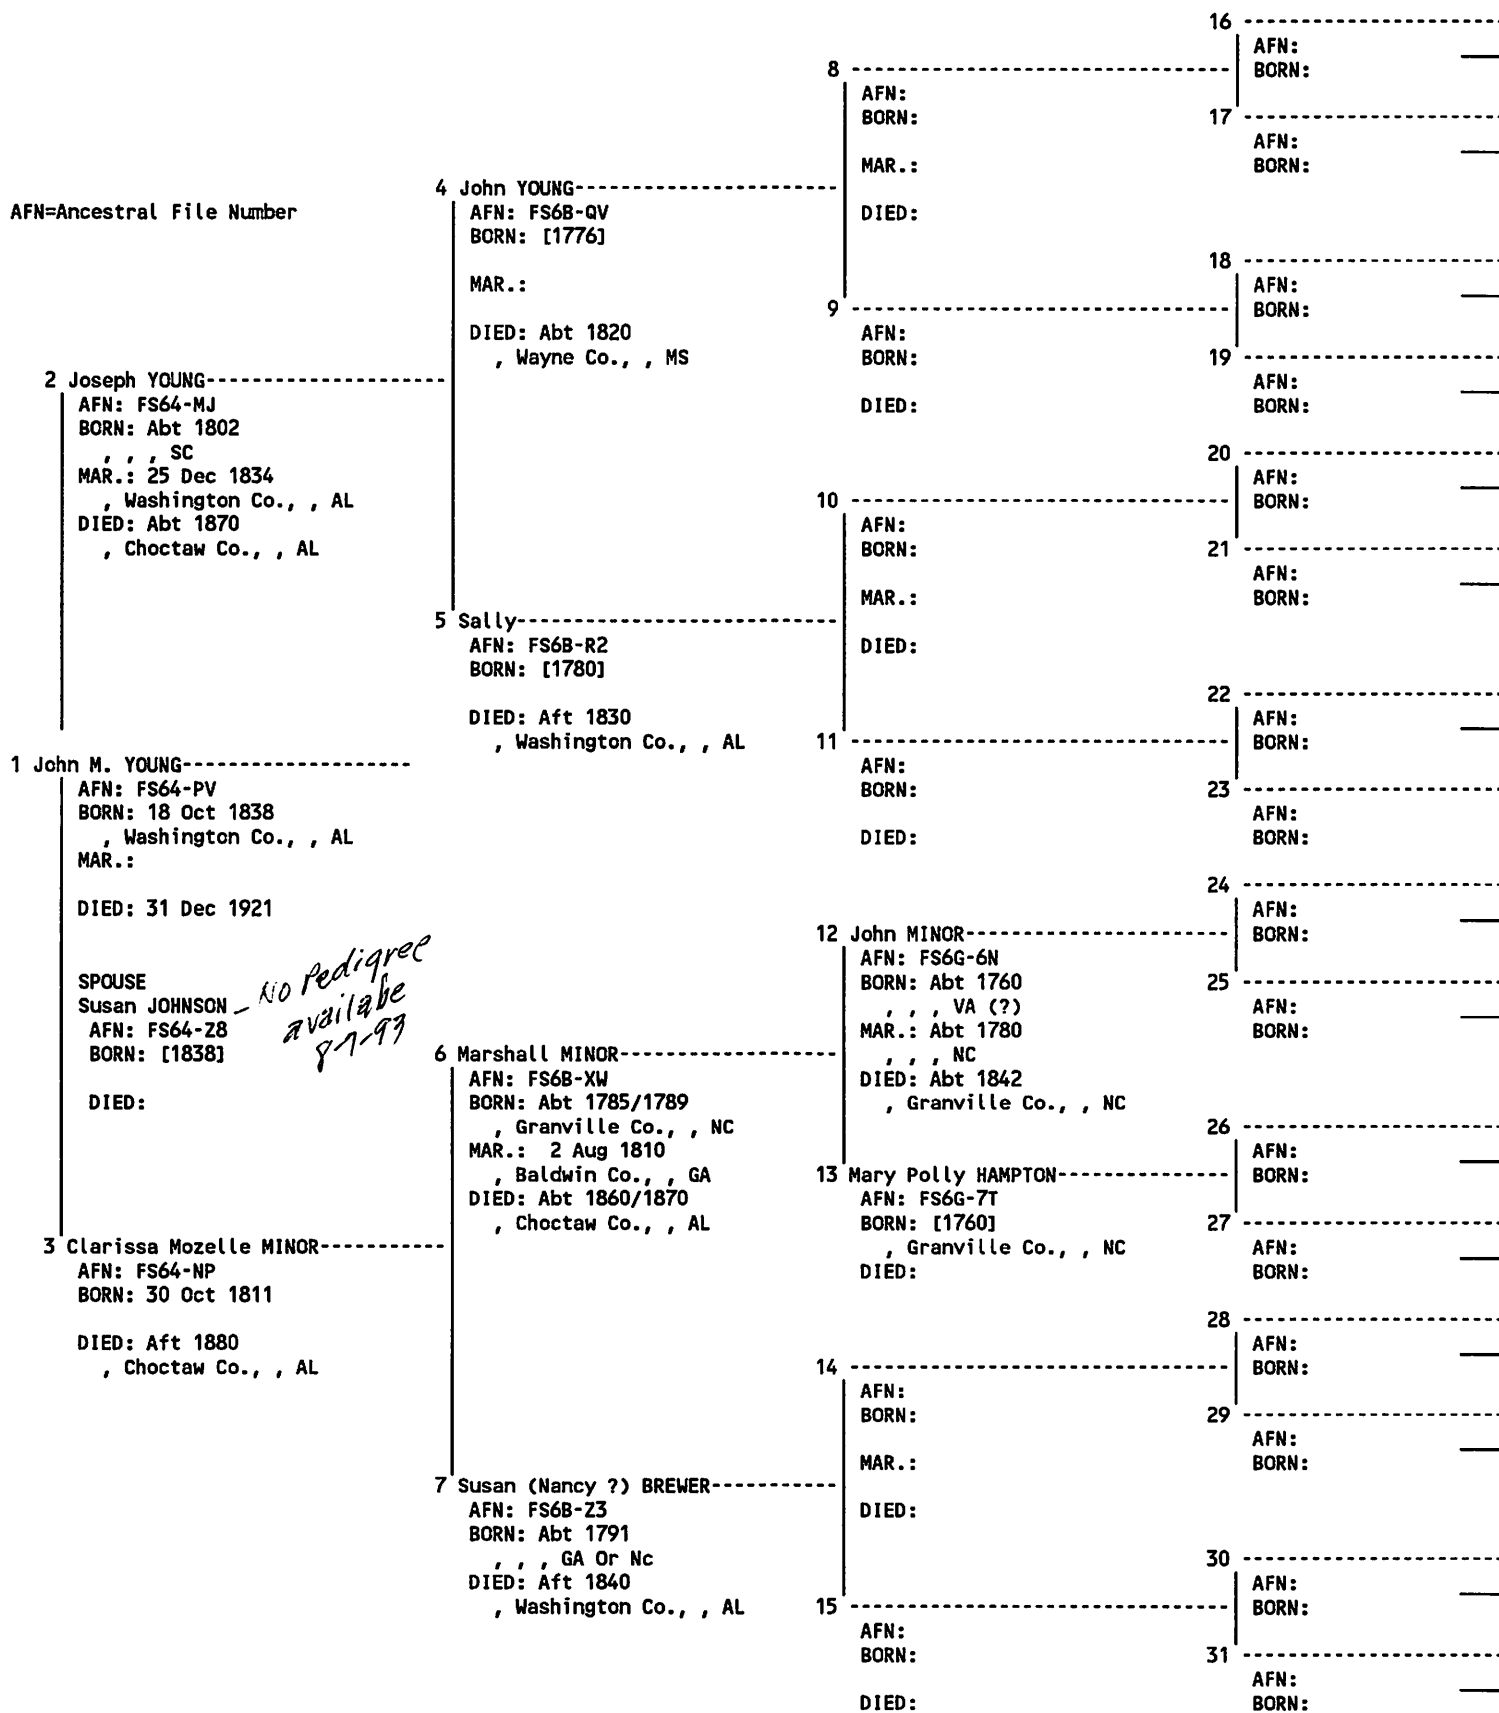 AFN=Ancestral File Number
1 John M. YOUNG
AFN: FS64-PV
BORN: 18 Oct 1838
, Washington Co., , AL
MAR.:
DIED: 31 Dec 1921
SPOUSE
Susan JOHNSON
AFN: FS64-Z8
BORN: [1838]
DIED:
No Pedigree
availabe
8-7-93
2 Joseph YOUNG
AFN: FS64-MJ
BORN: Abt 1802
, , , SC
MAR.: 25 Dec 1834
, Washington Co., , AL
DIED: Abt 1870
, Choctaw Co., , AL
3 Clarissa Mozelle MINOR
AFN: FS64-NP
BORN: 30 Oct 1811
DIED: Aft 1880
, Choctaw Co., , AL
4 John YOUNG
AFN: FS6B-QV
BORN: [1776]
MAR.:
DIED: Abt 1820
, Wayne Co., , MS
5 Sally
AFN: FS6B-R2
BORN: [1780]
DIED: Aft 1830
, Washington Co., , AL
6 Marshall MINOR
AFN: FS6B-XW
BORN: Abt 1785/1789
, Granville Co., , NC
MAR.: 2 Aug 1810
, Baldwin Co., , GA
DIED: Abt 1860/1870
, Choctaw Co., , AL
7 Susan (Nancy ?) BREWER
AFN: FS6B-Z3
BORN: Abt 1791
, , , GA Or Nc
DIED: Aft 1840
, Washington Co., , AL
8
AFN:
BORN:
MAR.:
DIED:
9
AFN:
BORN:
DIED:
10
AFN:
BORN:
MAR.:
DIED:
11
AFN:
BORN:
DIED:
12 John MINOR
AFN: FS6G-6N
BORN: Abt 1760
, , , VA (?)
MAR.: Abt 1780
, , , NC
DIED: Abt 1842
, Granville Co., , NC
13 Mary Polly HAMPTON
AFN: FS6G-7T
BORN: [1760]
, Granville Co., , NC
DIED:
14
AFN:
BORN:
MAR.:
DIED:
15
AFN:
BORN:
DIED:
16
AFN:
BORN:
17
AFN:
BORN:
18
AFN:
BORN:
19
AFN:
BORN:
20
AFN:
BORN:
21
AFN:
BORN:
22
AFN:
BORN:
23
AFN:
BORN:
24
AFN:
BORN:
25
AFN:
BORN:
26
AFN:
BORN:
27
AFN:
BORN:
28
AFN:
BORN:
29
AFN:
BORN:
30
AFN:
BORN:
31
AFN:
BORN: